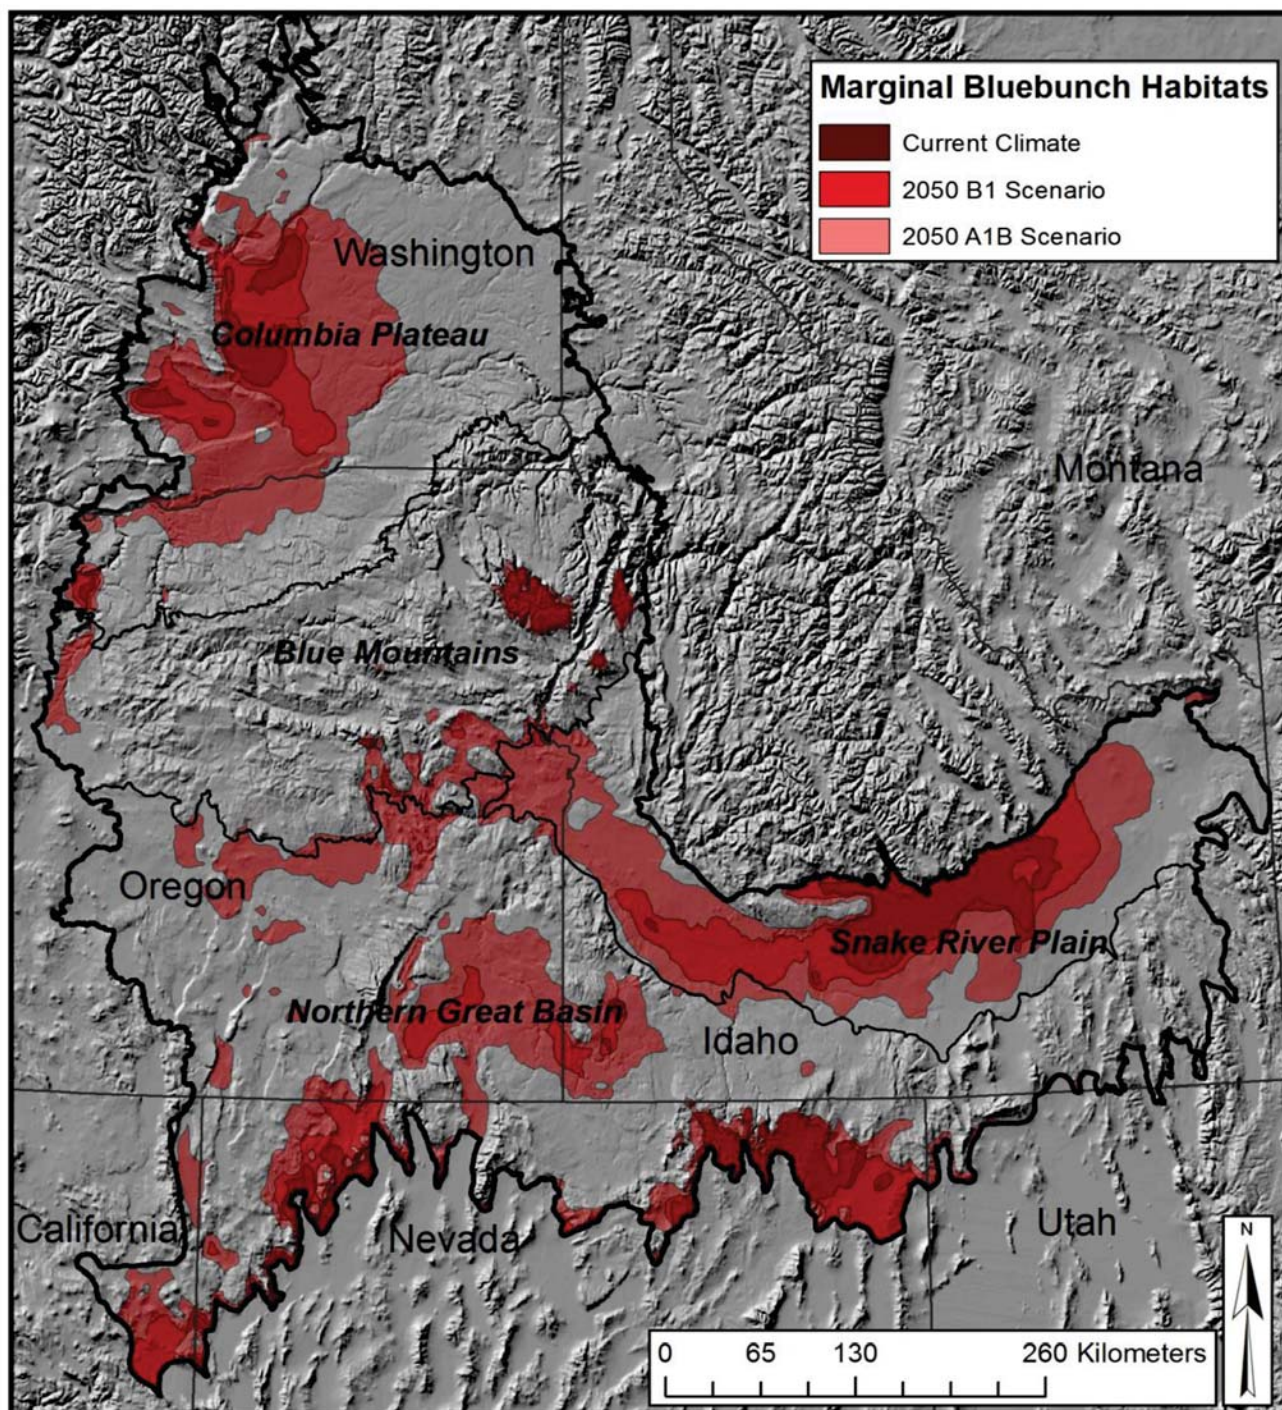 Marginal Bluebunch Habitats
Current Climate
2050 B1 Scenario
2050 A1B Scenario
Washington
Columbia Plateau
Montana
Blue Mountains
Oregon
Snake River Plain
Northern Great Basin
Idaho
California
Nevada
Utah
N
0 65 130 260 Kilometers